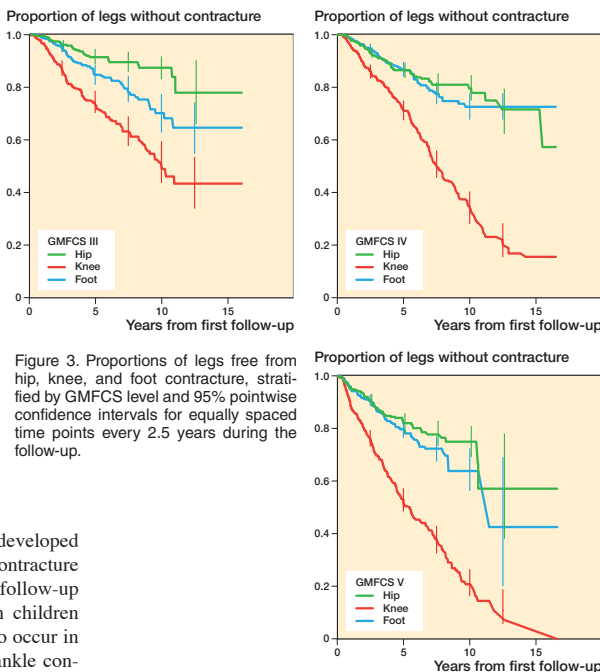 Proportion of legs without contracture
1.0
0.8
0.6
0.4
0.2
0
GMFCS III
Hip
Knee
Foot
0 5 10 15
Years from first follow-up
Proportion of legs without contracture
1.0
0.8
0.6
0.4
0.2
0
GMFCS IV
Hip
Knee
Foot
0 5 10 15
Years from first follow-up
Figure 3. Proportions of legs free from
hip, knee, and foot contracture, strati-
fied by GMFCS level and 95% pointwise
confidence intervals for equally spaced
time points every 2.5 years during the
follow-up.
Proportion of legs without contracture
1.0
0.8
0.6
0.4
0.2
0
GMFCS V
Hip
Knee
Foot
0 5 10 15
Years from first follow-up
developed
ontracture
follow-up
children
o occur in
ankle con-